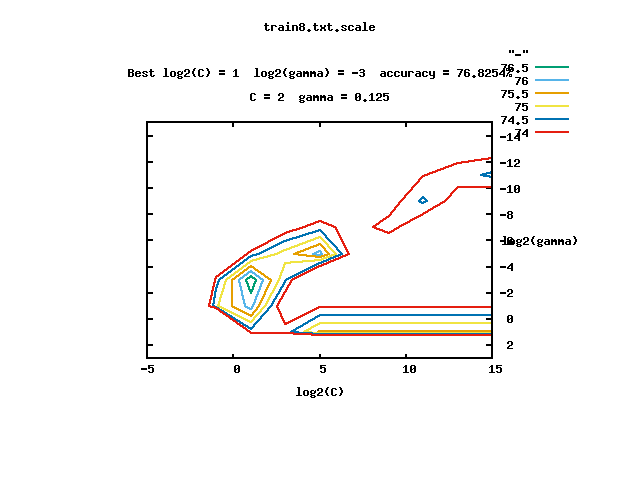 train8.txt.scale
"-"
Best log2(C) = 1  log2(gamma) = -3  accuracy = 76.8254%
76.5
76
C = 2  gamma = 0.125
75.5
75
74.5
74
-14
-12
-10
-8
-6
log2(gamma)
-4
-2
0
2
-5 0 5 10 15
log2(C)